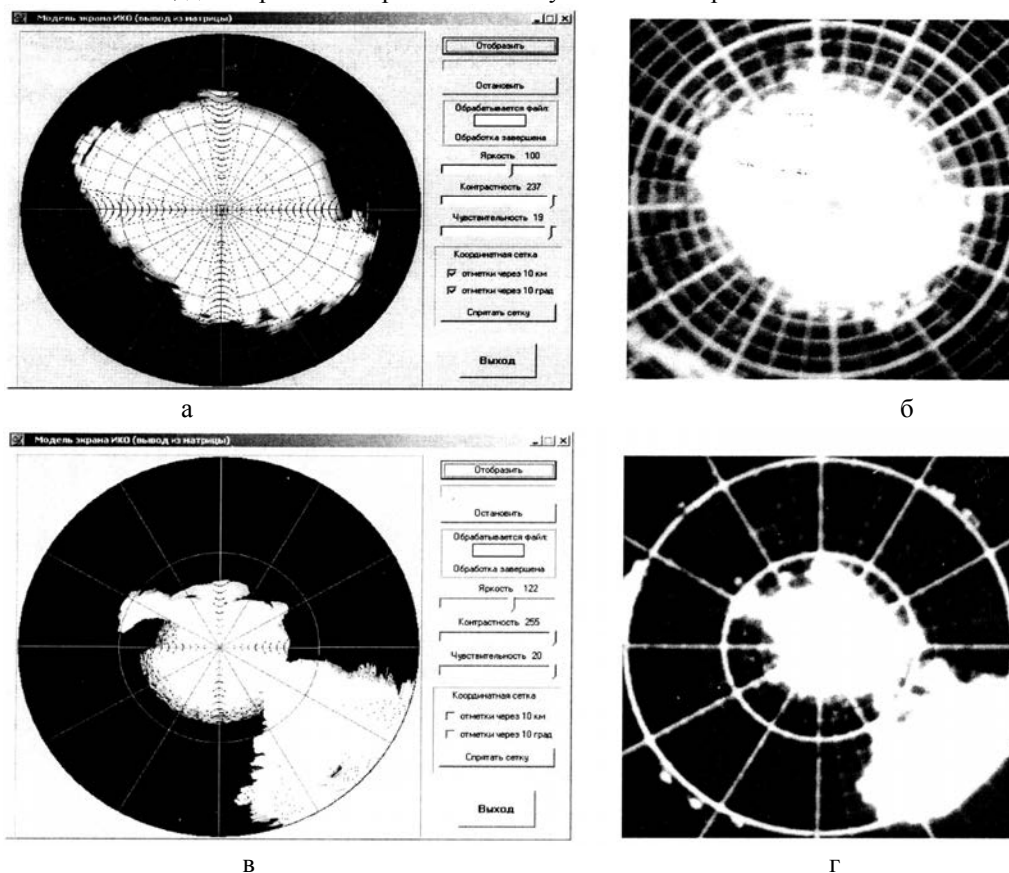 Модель экрана ИКО (вывод из матрицы)
Отобразить
Остановить
Обрабатывается файл:
Обработка завершена
Яркость 100
Контрастность 237
Чувствительность 19
Координатная сетка
отметки через 10 км
отметки через 10 град
Спрятать сетку
Выход
а
б
Модель экрана ИКО (вывод из матрицы)
Отобразить
Остановить
Обрабатывается файл:
Обработка завершена
Яркость 122
Контрастность 255
Чувствительность 20
Координатная сетка
отметки через 10 км
отметки через 10 град
Спрятать сетку
Выход
в
г